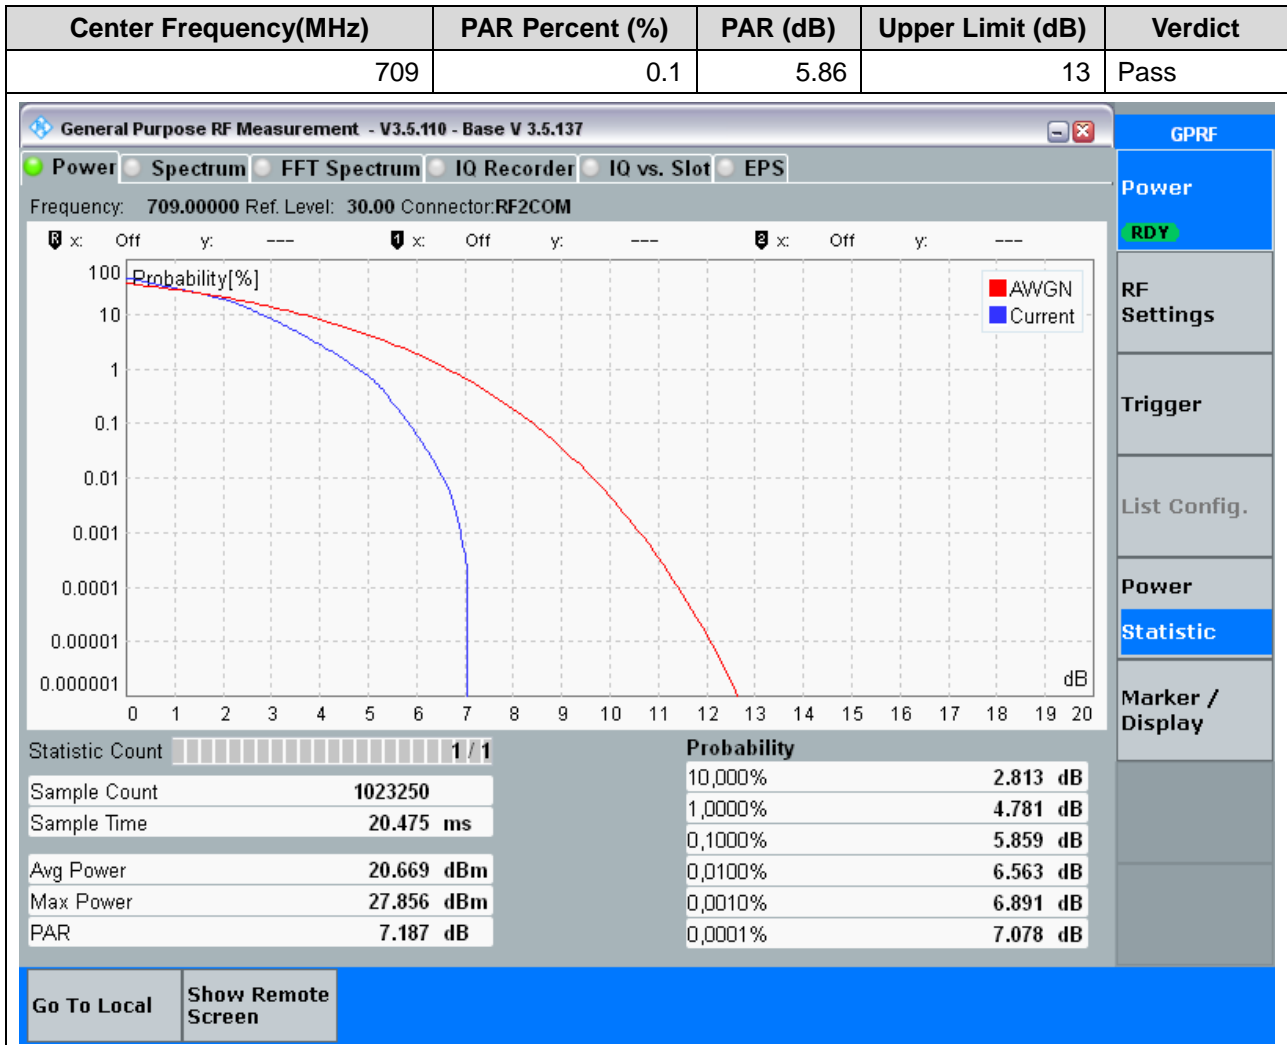 Center Frequency(MHz) PAR Percent (%) PAR (dB) Upper Limit (dB) Verdict
709 0.1 5.86 13 Pass
General Purpose RF Measurement - V3.5.110 - Base V 3.5.137
GPRF
Power Spectrum FFT Spectrum IQ Recorder IQ vs. Slot EPS
Frequency: 709.00000 Ref. Level: 30.00 Connector:RF2COM
R x: Off y: --- 1 x: Off y: --- 2 x: Off y: ---
Probability[%]
AWGN
Current
100
10
1
0.1
0.01
0.001
0.0001
0.00001
0.000001
dB
0 1 2 3 4 5 6 7 8 9 10 11 12 13 14 15 16 17 18 19 20
Statistic Count 1 / 1
Sample Count 1023250
Sample Time 20.475 ms
Avg Power 20.669 dBm
Max Power 27.856 dBm
PAR 7.187 dB
Probability
10,000% 2.813 dB
1,0000% 4.781 dB
0,1000% 5.859 dB
0,0100% 6.563 dB
0,0010% 6.891 dB
0,0001% 7.078 dB
Power
RDY
RF
Settings
Trigger
List Config.
Power
Statistic
Marker /
Display
Go To Local
Show Remote
Screen